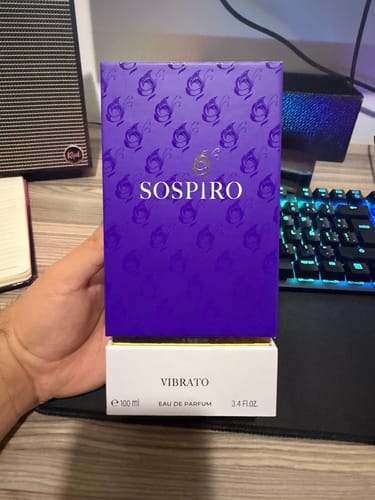 SOSPIRO
VIBRATO
℮ 100 ml EAU DE PARFUM 3.4 Fl.Oz.